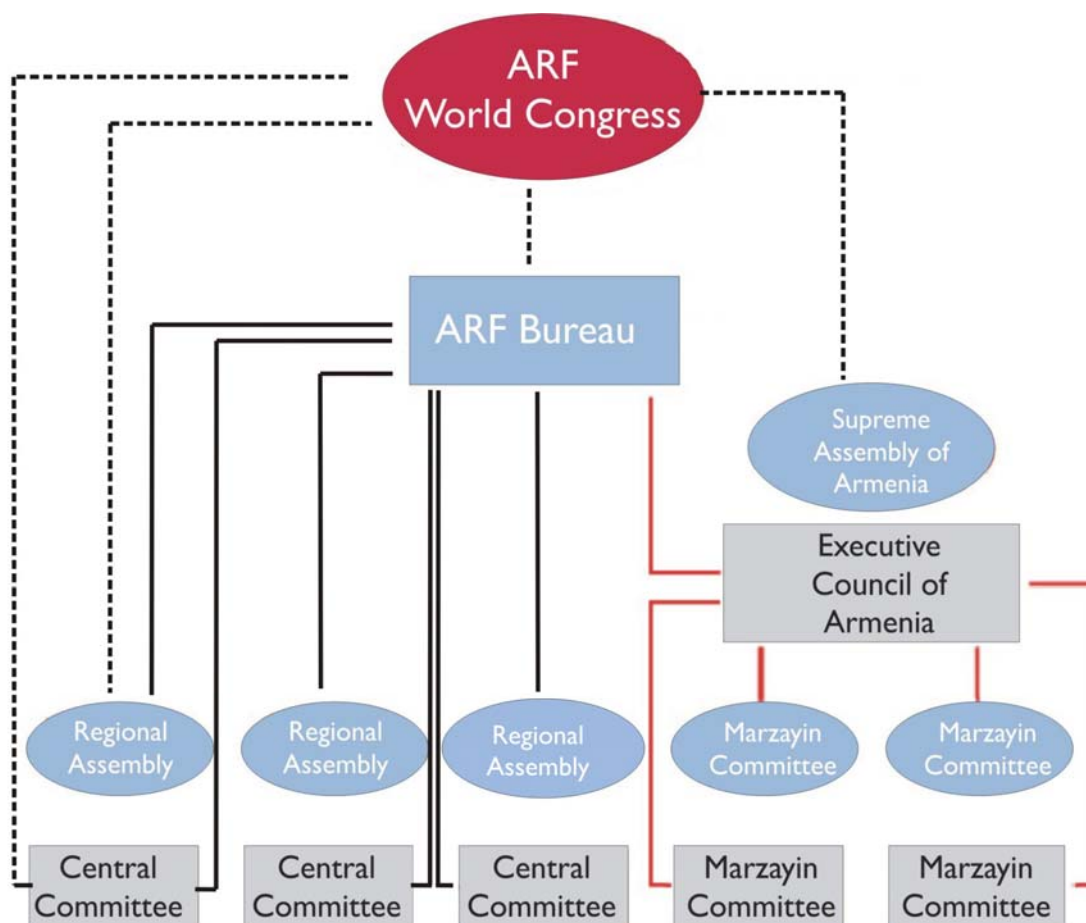 ARF
World Congress
ARF Bureau
Supreme
Assembly of
Armenia
Executive
Council of
Armenia
Regional
Assembly
Regional
Assembly
Regional
Assembly
Marzayin
Committee
Marzayin
Committee
Central
Committee
Central
Committee
Central
Committee
Marzayin
Committee
Marzayin
Committee